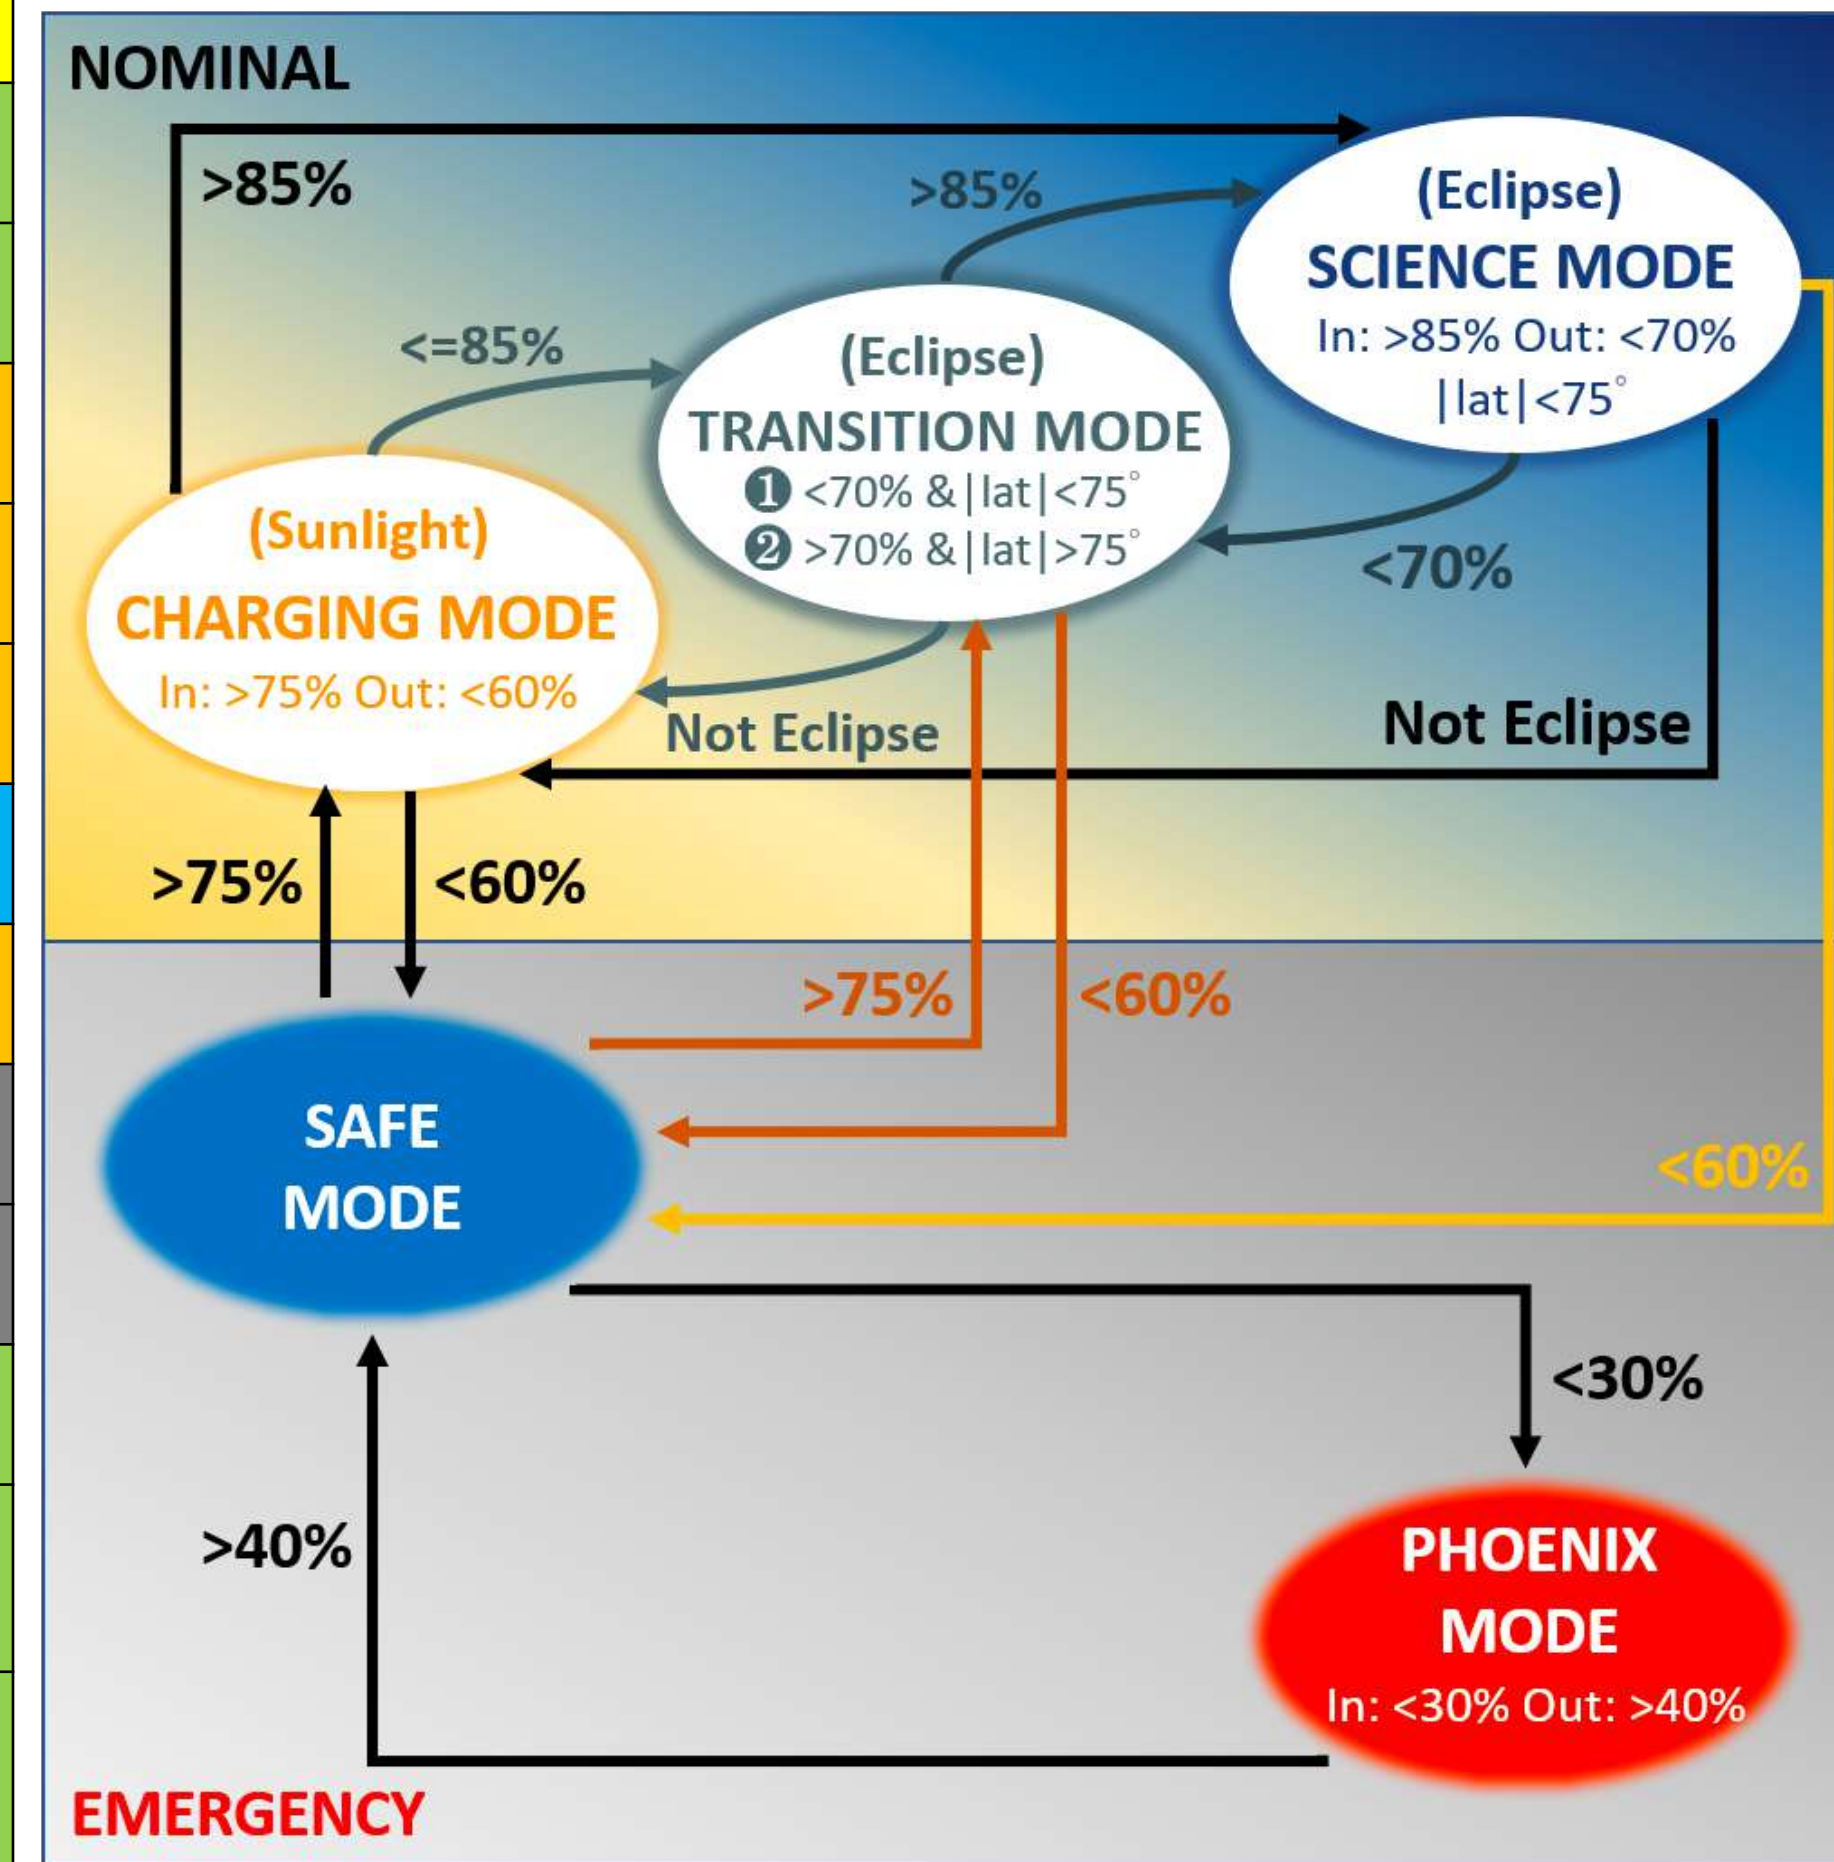 NOMINAL
>85%
>85%
(Eclipse)
SCIENCE MODE
In: >85% Out: <70%
|lat|<75°
<=85%
(Eclipse)
TRANSITION MODE
❶ <70% &|lat|<75°
❷ >70% &|lat|>75°
<70%
(Sunlight)
CHARGING MODE
In: >75% Out: <60%
Not Eclipse
Not Eclipse
>75%
<60%
>75%
<60%
SAFE
MODE
<60%
<30%
>40%
PHOENIX
MODE
In: <30% Out: >40%
EMERGENCY